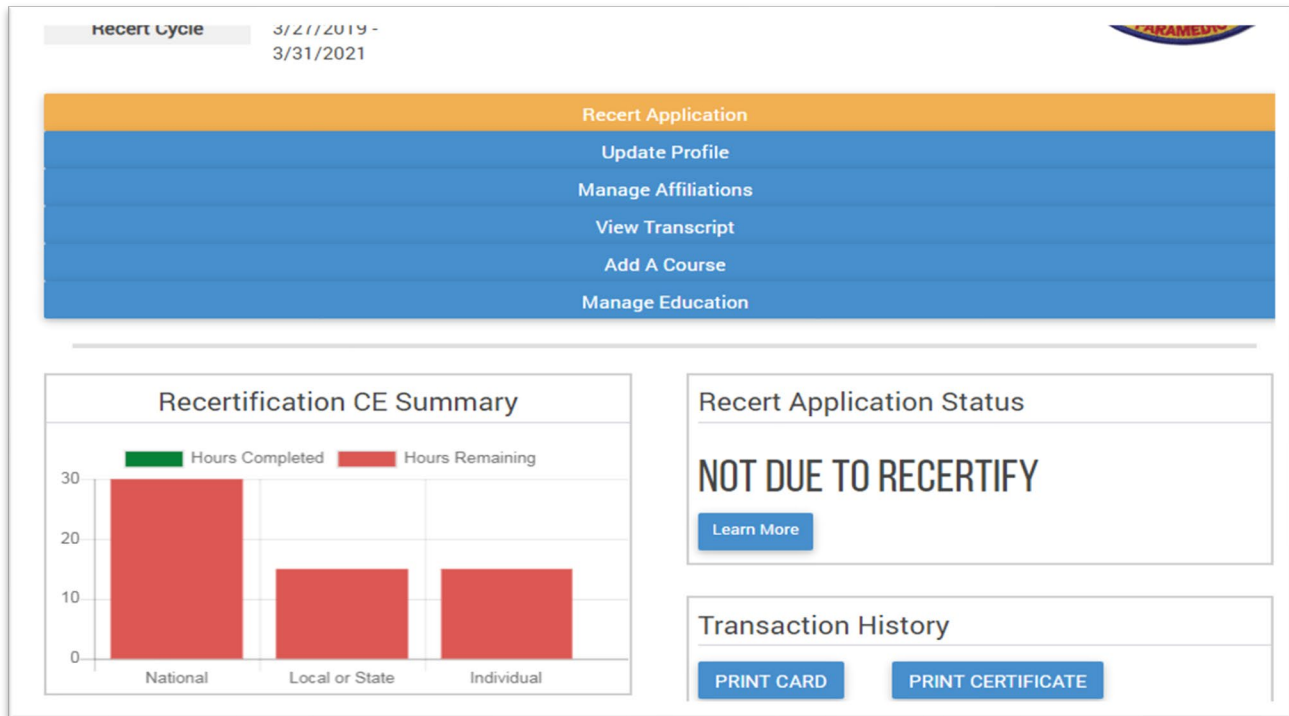 Recert Cycle 3/27/2019 -
3/31/2021
PARAMEDIC
Recert Application
Update Profile
Manage Affiliations
View Transcript
Add A Course
Manage Education
Recertification CE Summary
Hours Completed Hours Remaining
30
20
10
0
National Local or State Individual
Recert Application Status
NOT DUE TO RECERTIFY
Learn More
Transaction History
PRINT CARD PRINT CERTIFICATE